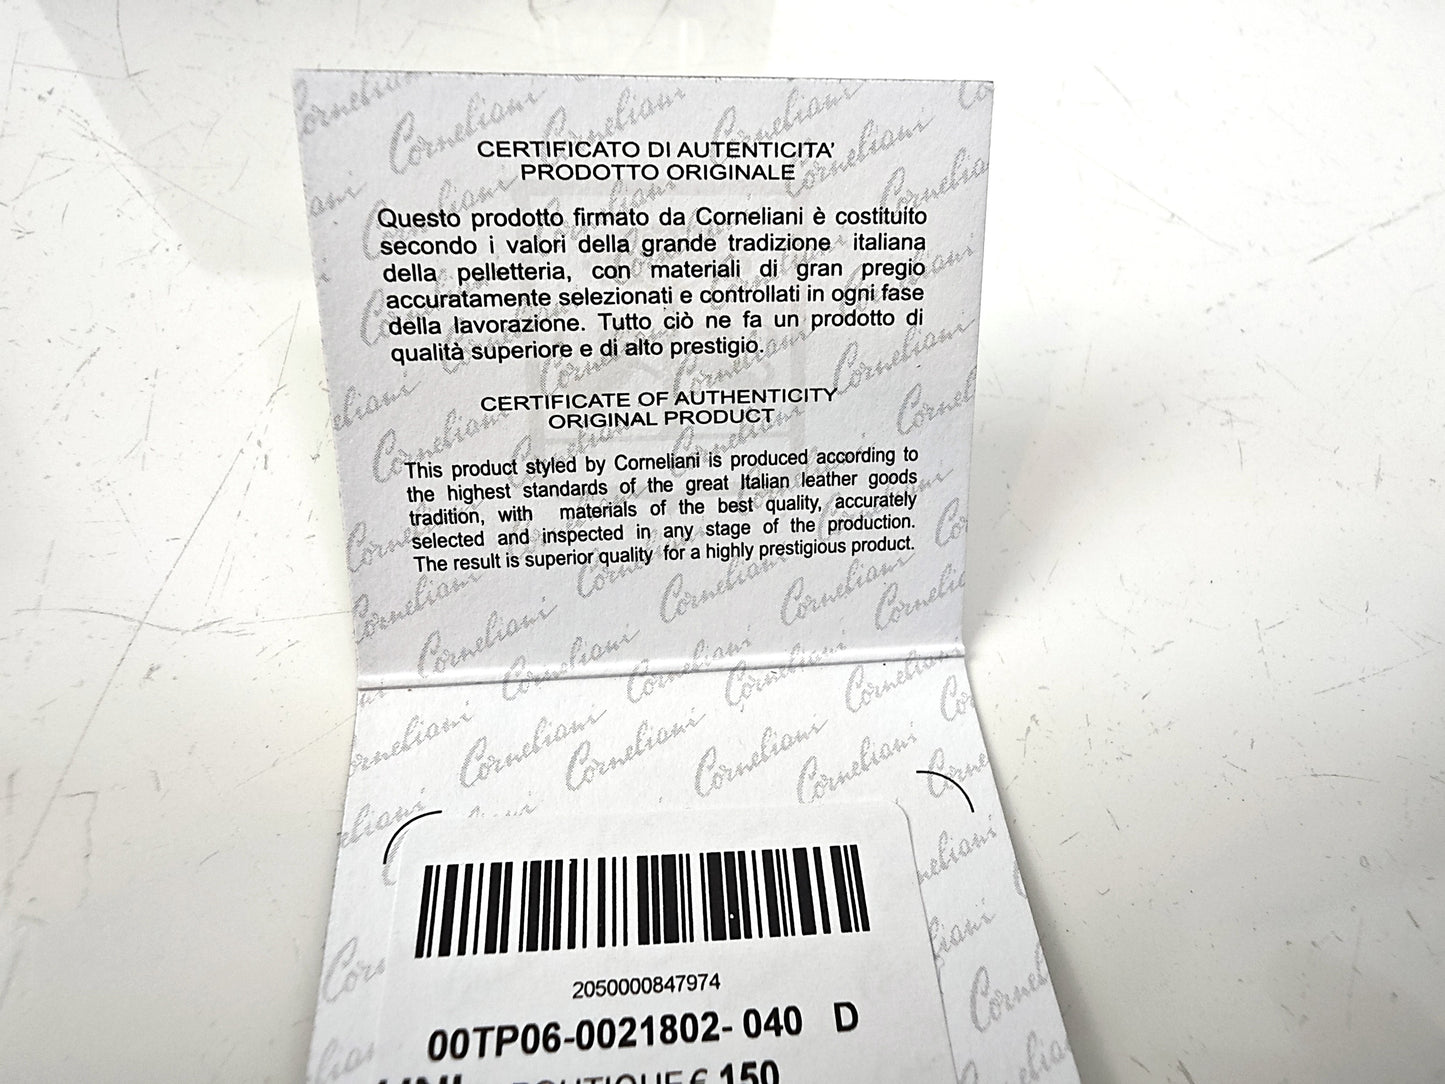 CERTIFICATO DI AUTENTICITA'
PRODOTTO ORIGINALE
Questo prodotto firmato da Corneliani è costituito
secondo i valori della grande tradizione italiana
della pelletteria, con materiali di gran pregio
accuratamente selezionati e controllati in ogni fase
della lavorazione. Tutto ciò ne fa un prodotto di
qualità superiore e di alto prestigio.
CERTIFICATE OF AUTHENTICITY
ORIGINAL PRODUCT
This product styled by Corneliani is produced according to
the highest standards of the great Italian leather goods
tradition, with materials of the best quality, accurately
selected and inspected in any stage of the production.
The result is superior quality for a highly prestigious product.
Corneliani
2050000847974
00TP06-0021802- 040 D
BOUTIQUE € 150